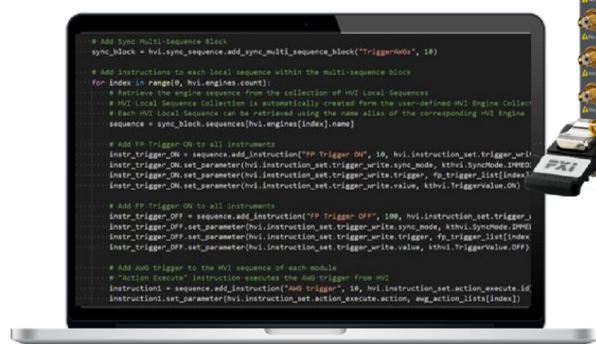 # Add Sync Multi-Sequence Block
sync_block = hvi.sync_sequence.add_sync_multi_sequence_block("TriggerAWGs", 10)
# Add instructions to each local sequence within the multi-sequence block
for index in range(0, hvi.engines.count):
# Retrieve the engine sequence from the collection of HVI Local Sequences
# HVI Local Sequence Collection is automatically created form the user-defined HVI Engine Collect
# Each HVI Local Sequence can be retrieved using the name alias of the corresponding HVI Engine
sequence = sync_block.sequences[hvi.engines[index].name]
# Add FP Trigger ON to all instruments
instr_trigger_ON = sequence.add_instruction("FP Trigger ON", 10, hvi.instruction_set.trigger_wri
instr_trigger_ON.set_parameter(hvi.instruction_set.trigger_write.sync_mode, kthvi.SyncMode.IMMED
instr_trigger_ON.set_parameter(hvi.instruction_set.trigger_write.trigger, fp_trigger_list[index]
instr_trigger_ON.set_parameter(hvi.instruction_set.trigger_write.value, kthvi.TriggerValue.ON)
# Add FP Trigger OFF to all instruments
instr_trigger_OFF = sequence.add_instruction("FP Trigger OFF", 100, hvi.instruction_set.trigger_
instr_trigger_OFF.set_parameter(hvi.instruction_set.trigger_write.sync_mode, kthvi.SyncMode.IMME
instr_trigger_OFF.set_parameter(hvi.instruction_set.trigger_write.trigger, fp_trigger_list[index
instr_trigger_OFF.set_parameter(hvi.instruction_set.trigger_write.value, kthvi.TriggerValue.OFF)
# Add AWG trigger to the HVI sequence of each module
# "Action Execute" instruction executes the AWG trigger from HVI
instruction1 = sequence.add_instruction("AWG trigger", 10, hvi.instruction_set.action_execute.id
instruction1.set_parameter(hvi.instruction_set.action_execute.action, awg_action_lists[index])
PXI